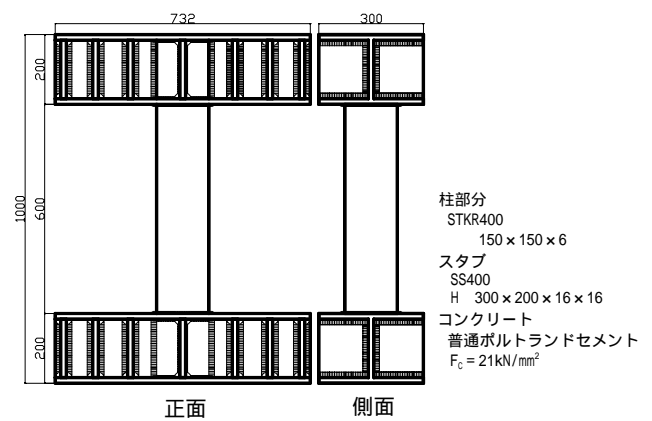 732
300
200
1000
600
200
柱部分
STKR400
150×150×6
スタブ
SS400
H 300×200×16×16
コンクリート
普通ポルトランドセメント
Fc=21kN/mm²
正面
側面